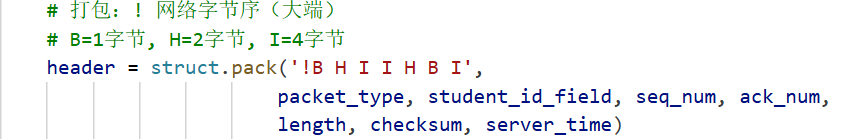 # 打包：! 网络字节序（大端）
# B=1字节, H=2字节, I=4字节
header = struct.pack('!B H I I H B I',
packet_type, student_id_field, seq_num, ack_num,
length, checksum, server_time)